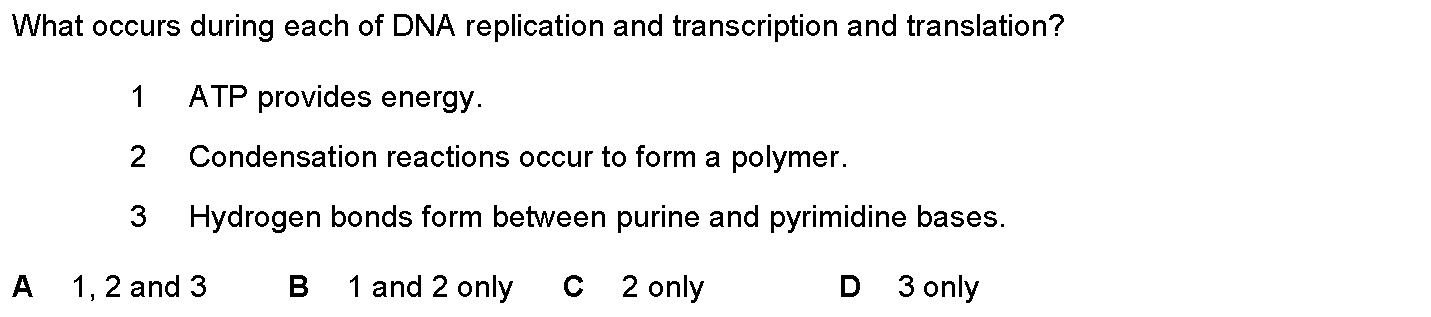 What occurs during each of DNA replication and transcription and translation?
1 ATP provides energy.
2 Condensation reactions occur to form a polymer.
3 Hydrogen bonds form between purine and pyrimidine bases.
A 1, 2 and 3 B 1 and 2 only C 2 only D 3 only